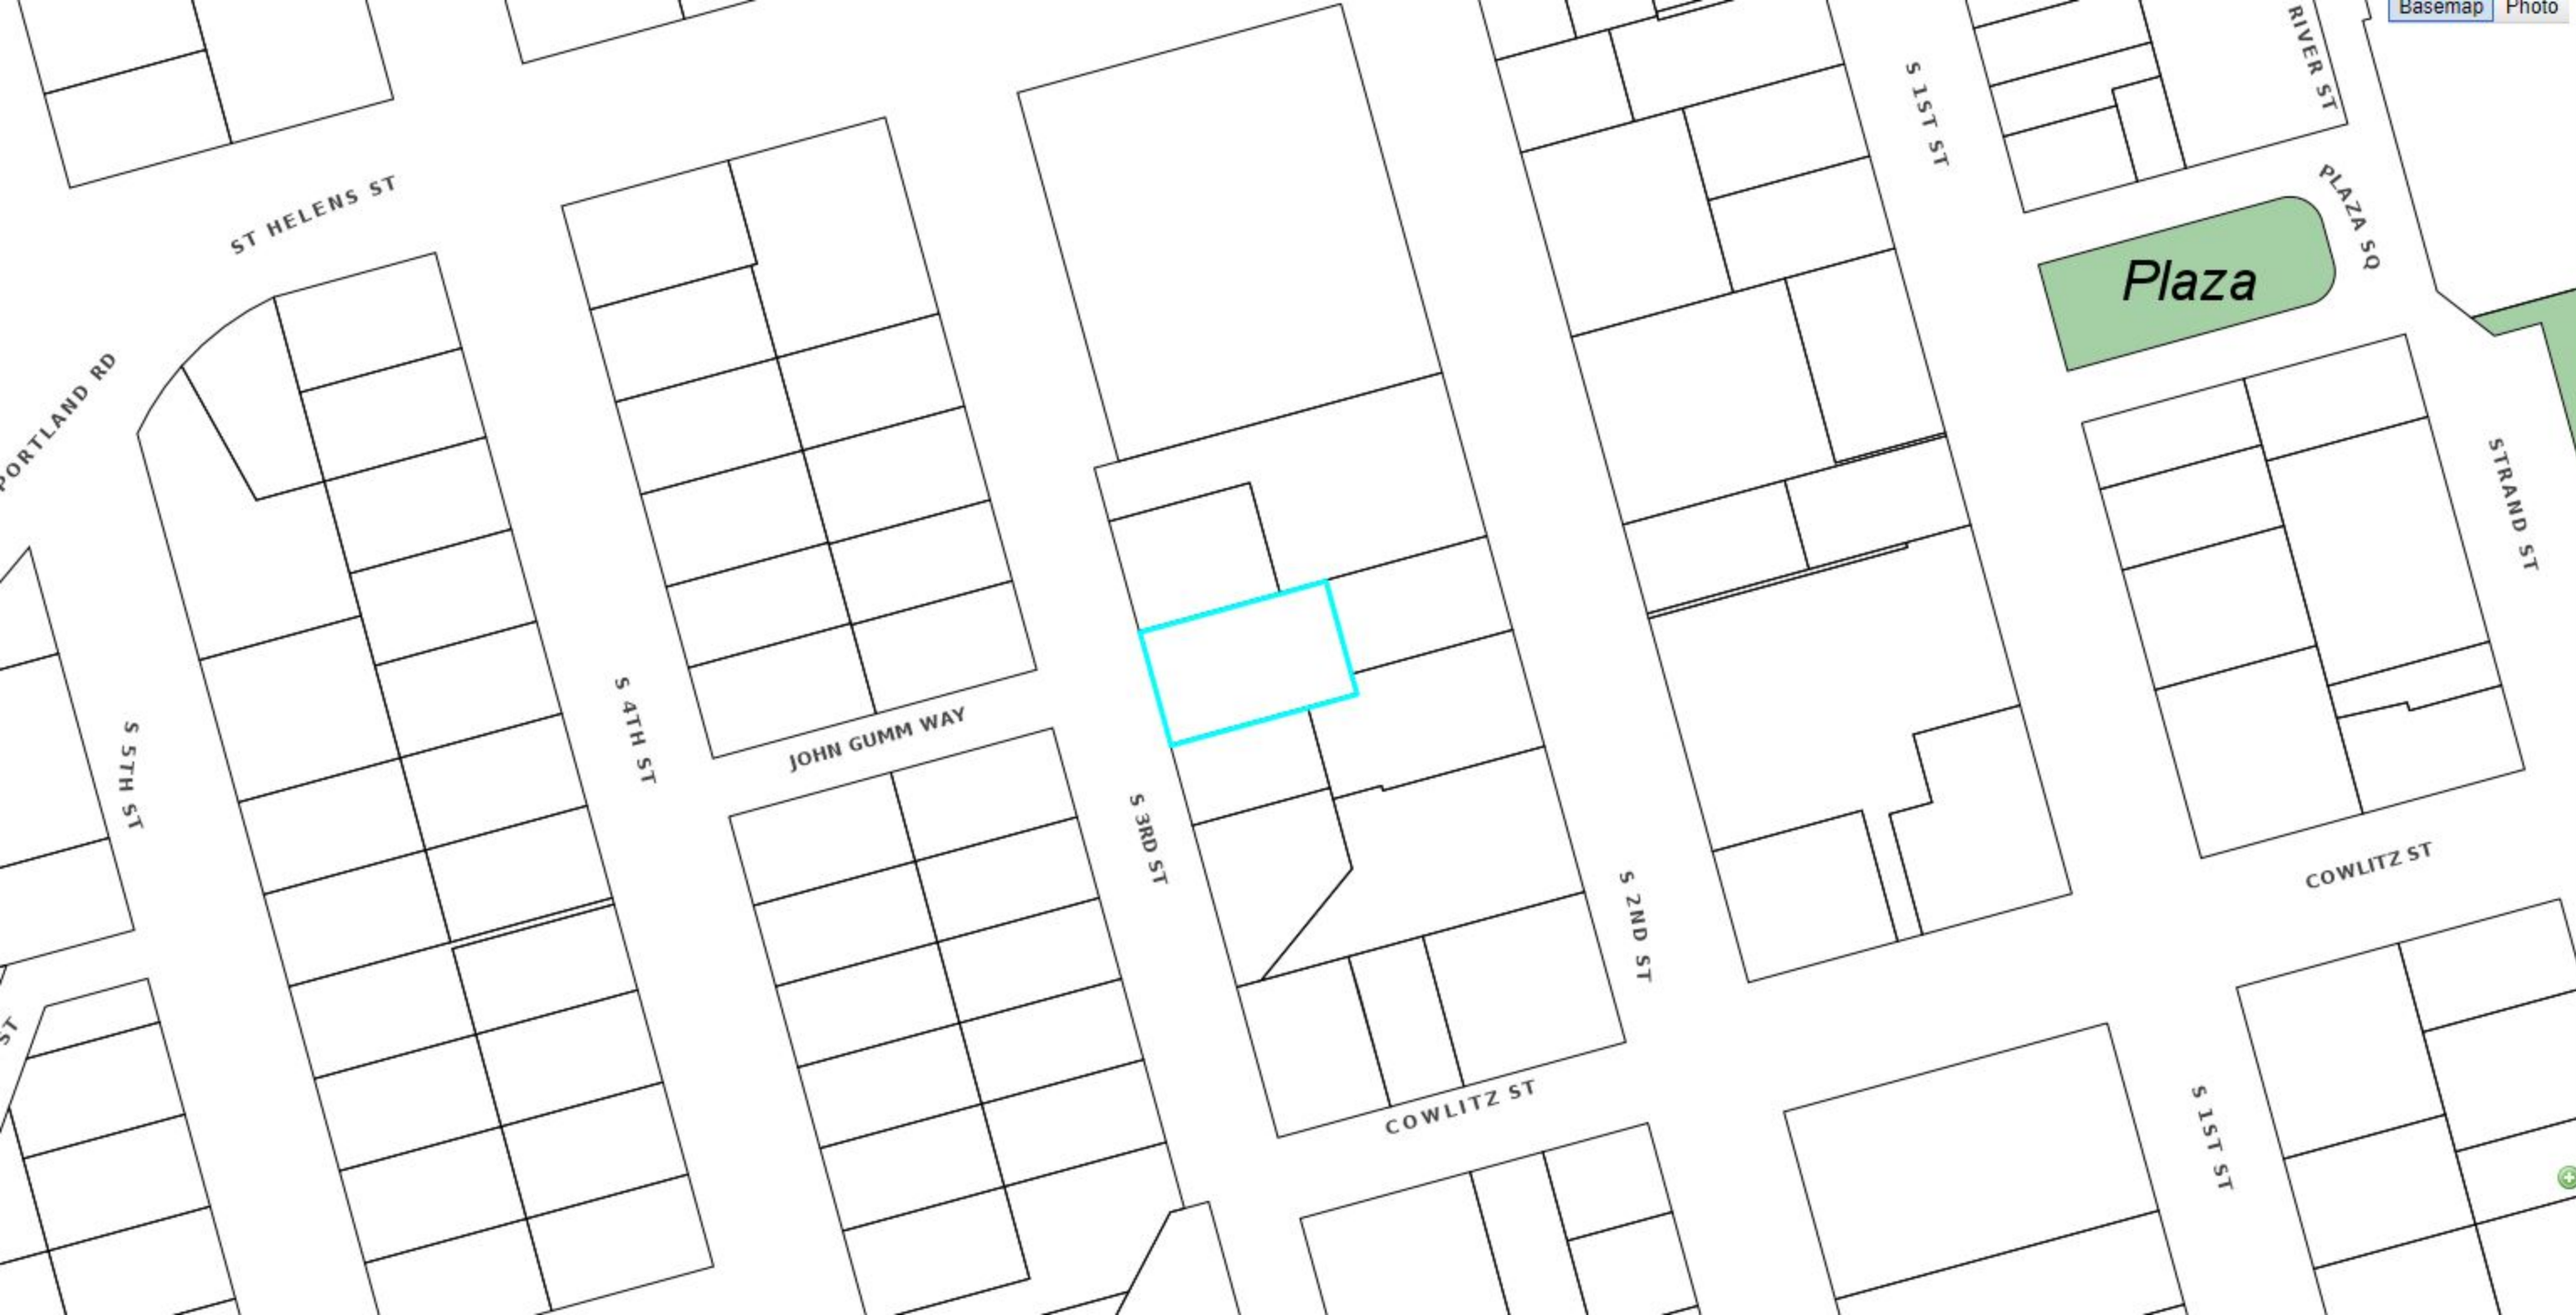 Basemap Photo
RIVER ST
S 1ST ST
PLAZA SQ
ST HELENS ST
Plaza
PORTLAND RD
STRAND ST
S 4TH ST
S 5TH ST
JOHN GUMM WAY
S 3RD ST
S 2ND ST
COWLITZ ST
ST
COWLITZ ST
S 1ST ST